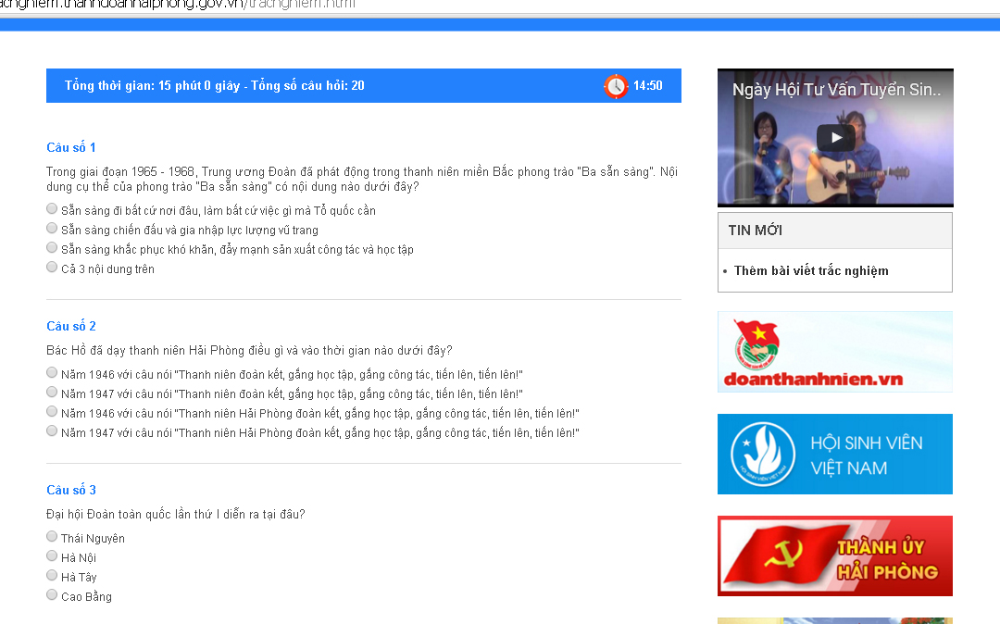 acnghiem.thanhdoanhaiphong.gov.vn/tracnghiem.html
Tổng thời gian: 15 phút 0 giây - Tổng số câu hỏi: 20
14:50
Câu số 1
Trong giai đoạn 1965 - 1968, Trung ương Đoàn đã phát động trong thanh niên miền Bắc phong trào "Ba sẵn sàng". Nội
dung cụ thể của phong trào "Ba sẵn sàng" có nội dung nào dưới đây?
Sẵn sàng đi bất cứ nơi đâu, làm bất cứ việc gì mà Tổ quốc cần
Sẵn sàng chiến đấu và gia nhập lực lượng vũ trang
Sẵn sàng khắc phục khó khăn, đẩy mạnh sản xuất công tác và học tập
Cả 3 nội dung trên
Câu số 2
Bác Hồ đã dạy thanh niên Hải Phòng điều gì và vào thời gian nào dưới đây?
Năm 1946 với câu nói "Thanh niên đoàn kết, gắng học tập, gắng công tác, tiến lên, tiến lên!"
Năm 1947 với câu nói "Thanh niên đoàn kết, gắng học tập, gắng công tác, tiến lên, tiến lên!"
Năm 1946 với câu nói "Thanh niên Hải Phòng đoàn kết, gắng học tập, gắng công tác, tiến lên, tiến lên!"
Năm 1947 với câu nói "Thanh niên Hải Phòng đoàn kết, gắng học tập, gắng công tác, tiến lên, tiến lên!"
Câu số 3
Đại hội Đoàn toàn quốc lần thứ I diễn ra tại đâu?
Thái Nguyên
Hà Nội
Hà Tây
Cao Bằng
Ngày Hội Tư Vấn Tuyển Sin..
TIN MỚI
Thêm bài viết trắc nghiệm
doanthanhnien.vn
HỘI SINH VIÊN
VIỆT NAM
HỘI SINH VIÊN VIỆT NAM
THÀNH ỦY
HẢI PHÒNG